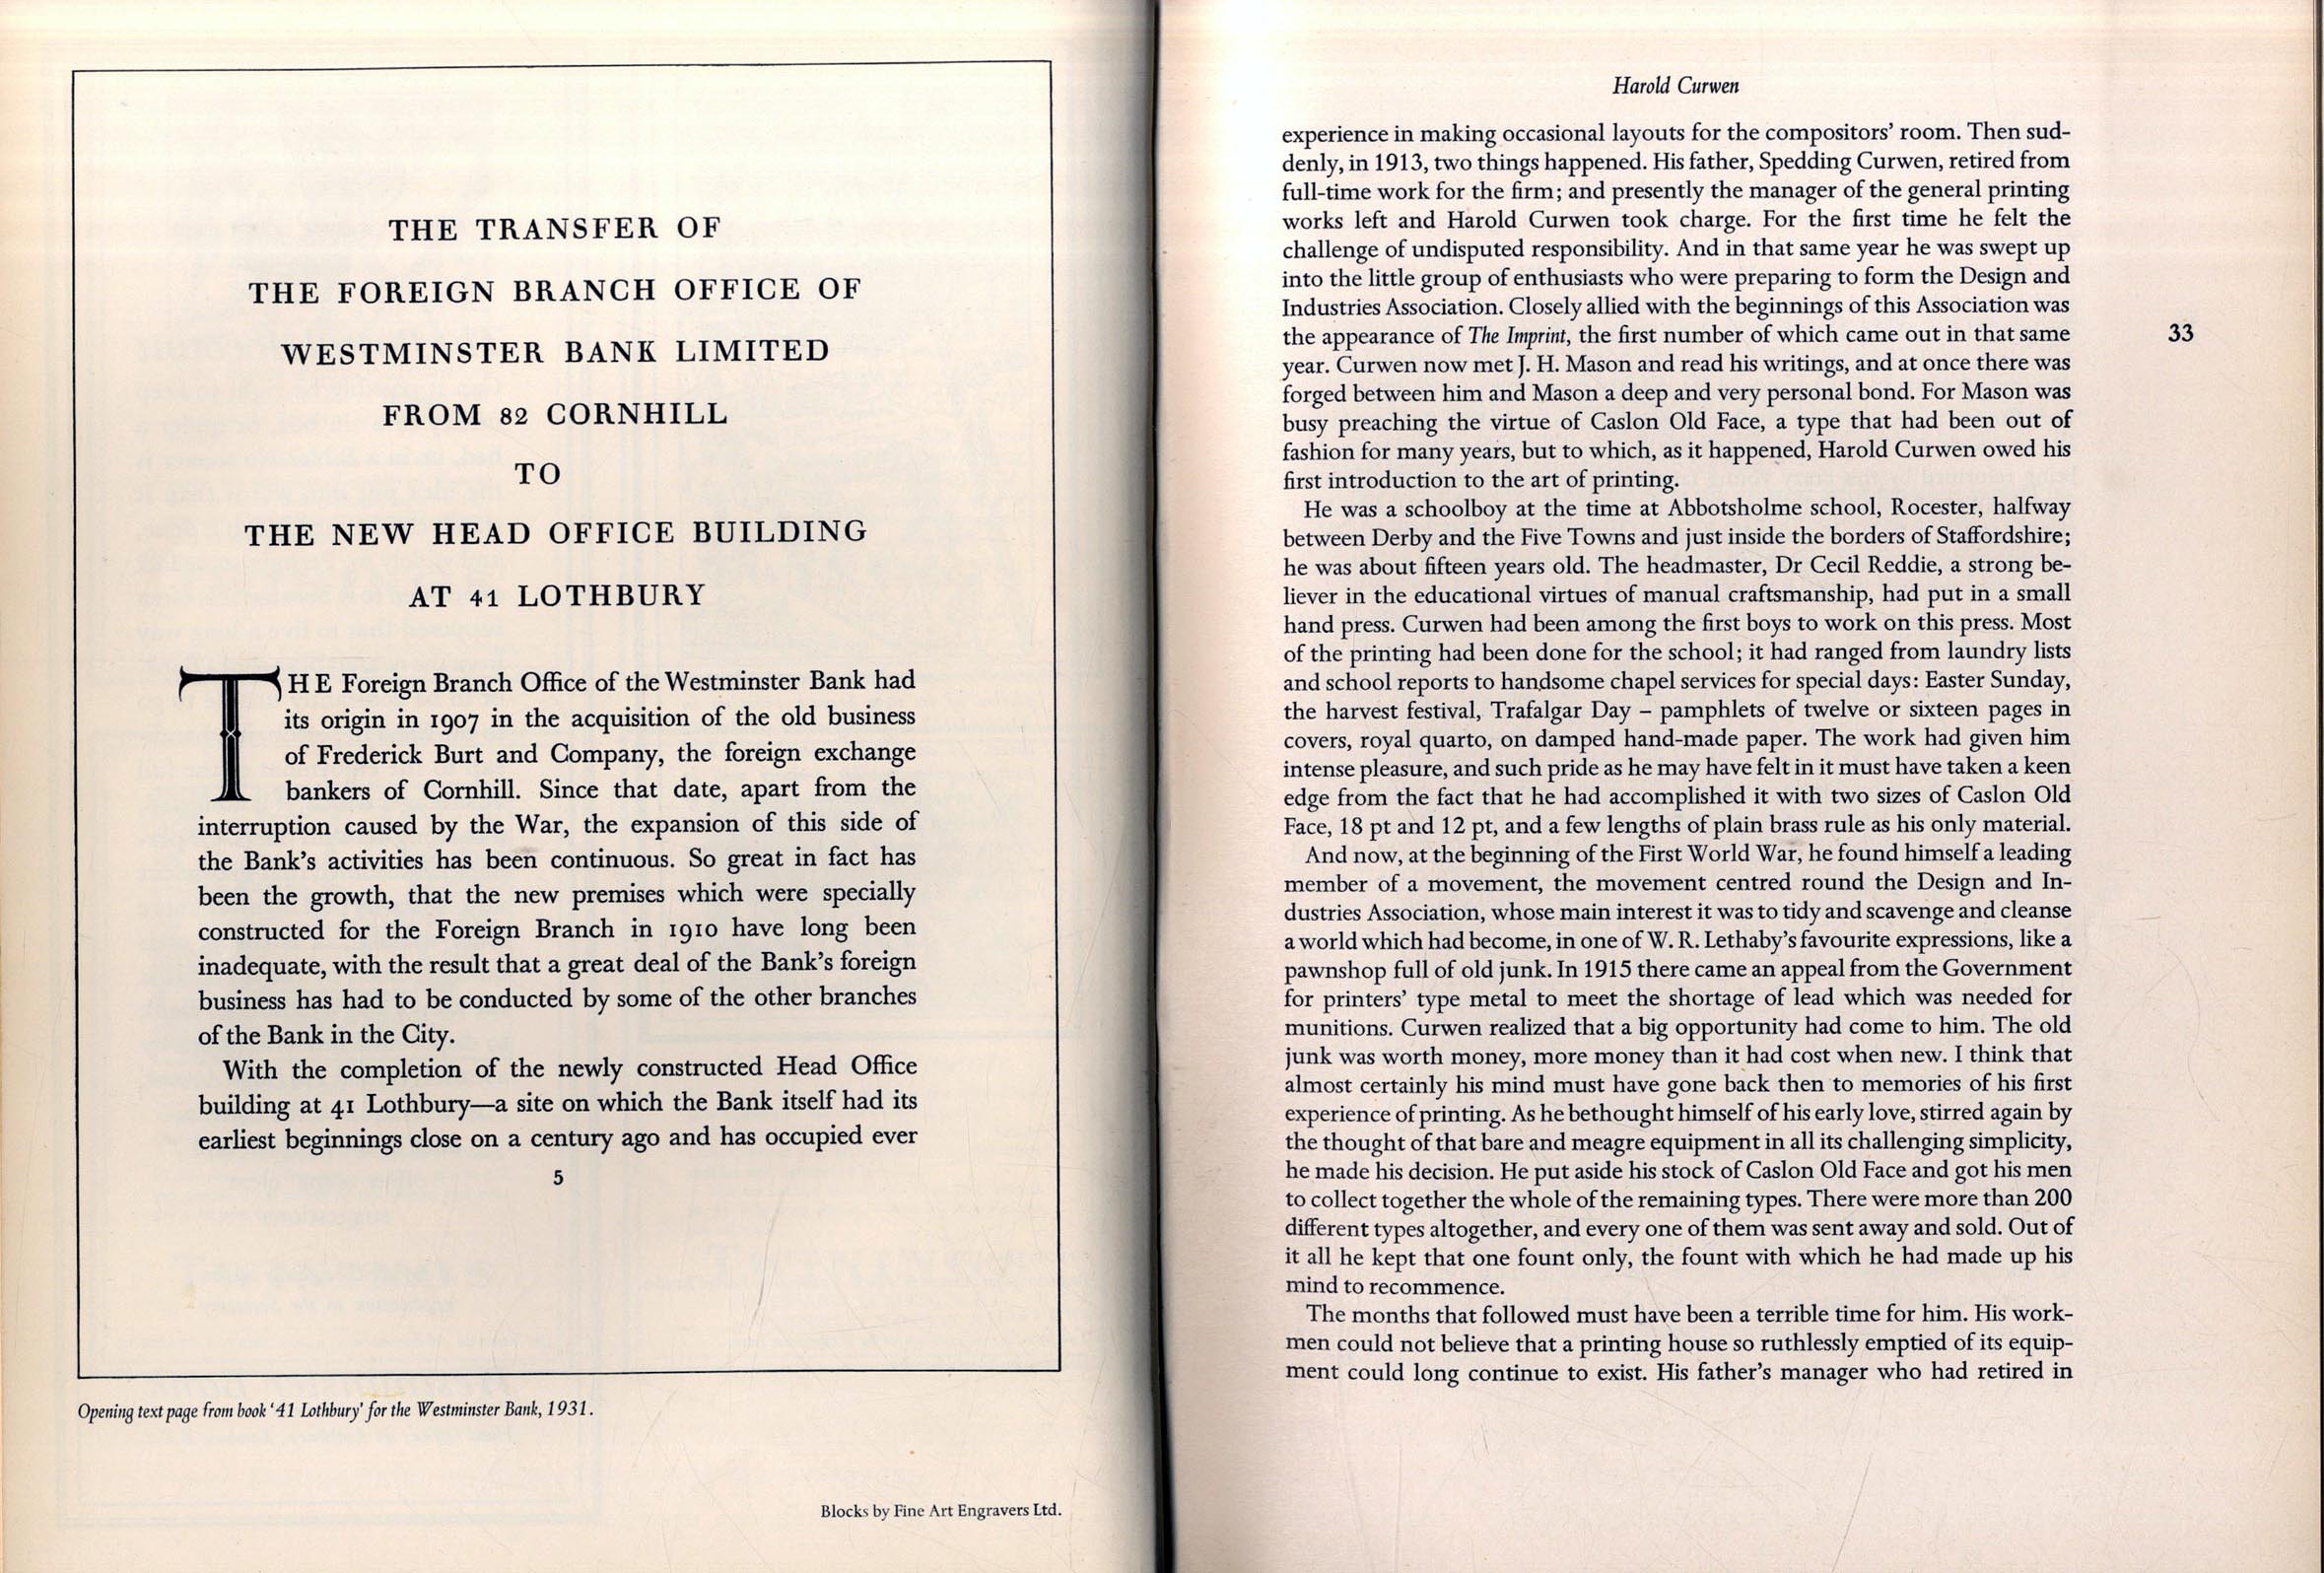 THE TRANSFER OF
THE FOREIGN BRANCH OFFICE OF
WESTMINSTER BANK LIMITED
FROM 82 CORNHILL
TO
THE NEW HEAD OFFICE BUILDING
AT 41 LOTHBURY
THE Foreign Branch Office of the Westminster Bank had
its origin in 1907 in the acquisition of the old business
of Frederick Burt and Company, the foreign exchange
bankers of Cornhill. Since that date, apart from the
interruption caused by the War, the expansion of this side of
the Bank's activities has been continuous. So great in fact has
been the growth, that the new premises which were specially
constructed for the Foreign Branch in 1910 have long been
inadequate, with the result that a great deal of the Bank's foreign
business has had to be conducted by some of the other branches
of the Bank in the City.
With the completion of the newly constructed Head Office
building at 41 Lothbury—a site on which the Bank itself had its
earliest beginnings close on a century ago and has occupied ever
5
Opening text page from book '41 Lothbury' for the Westminster Bank, 1931.
Blocks by Fine Art Engravers Ltd.
Harold Curwen
experience in making occasional layouts for the compositors' room. Then sud-
denly, in 1913, two things happened. His father, Spedding Curwen, retired from
full-time work for the firm; and presently the manager of the general printing
works left and Harold Curwen took charge. For the first time he felt the
challenge of undisputed responsibility. And in that same year he was swept up
into the little group of enthusiasts who were preparing to form the Design and
Industries Association. Closely allied with the beginnings of this Association was
the appearance of The Imprint, the first number of which came out in that same
year. Curwen now met J. H. Mason and read his writings, and at once there was
forged between him and Mason a deep and very personal bond. For Mason was
busy preaching the virtue of Caslon Old Face, a type that had been out of
fashion for many years, but to which, as it happened, Harold Curwen owed his
first introduction to the art of printing.
He was a schoolboy at the time at Abbotsholme school, Rocester, halfway
between Derby and the Five Towns and just inside the borders of Staffordshire;
he was about fifteen years old. The headmaster, Dr Cecil Reddie, a strong be-
liever in the educational virtues of manual craftsmanship, had put in a small
hand press. Curwen had been among the first boys to work on this press. Most
of the printing had been done for the school; it had ranged from laundry lists
and school reports to handsome chapel services for special days: Easter Sunday,
the harvest festival, Trafalgar Day – pamphlets of twelve or sixteen pages in
covers, royal quarto, on damped hand-made paper. The work had given him
intense pleasure, and such pride as he may have felt in it must have taken a keen
edge from the fact that he had accomplished it with two sizes of Caslon Old
Face, 18 pt and 12 pt, and a few lengths of plain brass rule as his only material.
And now, at the beginning of the First World War, he found himself a leading
member of a movement, the movement centred round the Design and In-
dustries Association, whose main interest it was to tidy and scavenge and cleanse
a world which had become, in one of W. R. Lethaby's favourite expressions, like a
pawnshop full of old junk. In 1915 there came an appeal from the Government
for printers' type metal to meet the shortage of lead which was needed for
munitions. Curwen realized that a big opportunity had come to him. The old
junk was worth money, more money than it had cost when new. I think that
almost certainly his mind must have gone back then to memories of his first
experience of printing. As he bethought himself of his early love, stirred again by
the thought of that bare and meagre equipment in all its challenging simplicity,
he made his decision. He put aside his stock of Caslon Old Face and got his men
to collect together the whole of the remaining types. There were more than 200
different types altogether, and every one of them was sent away and sold. Out of
it all he kept that one fount only, the fount with which he had made up his
mind to recommence.
The months that followed must have been a terrible time for him. His work-
men could not believe that a printing house so ruthlessly emptied of its equip-
ment could long continue to exist. His father's manager who had retired in
33